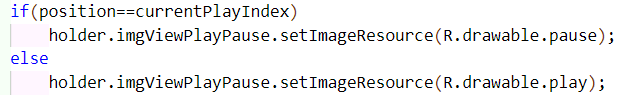 if(position==currentPlayIndex)
    holder.imgViewPlayPause.setImageResource(R.drawable.pause);
else
    holder.imgViewPlayPause.setImageResource(R.drawable.play);